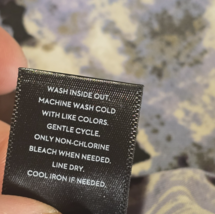 WASH INSIDE OUT.
MACHINE WASH COLD
WITH LIKE COLORS.
GENTLE CYCLE.
ONLY NON-CHLORINE
BLEACH WHEN NEEDED.
LINE DRY.
COOL IRON IF NEEDED.